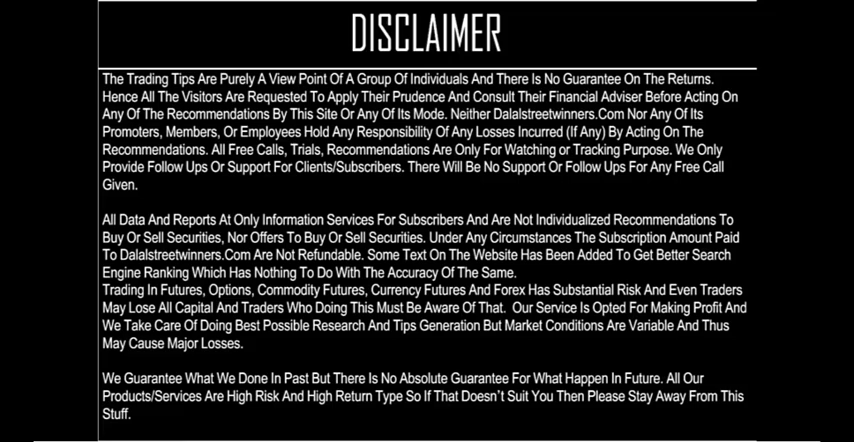 DISCLAIMER
The Trading Tips Are Purely A View Point Of A Group Of Individuals And There Is No Guarantee On The Returns.
Hence All The Visitors Are Requested To Apply Their Prudence And Consult Their Financial Adviser Before Acting On
Any Of The Recommendations By This Site Or Any Of Its Mode. Neither Dalalstreetwinners.Com Nor Any Of Its
Promoters, Members, Or Employees Hold Any Responsibility Of Any Losses Incurred (If Any) By Acting On The
Recommendations. All Free Calls, Trials, Recommendations Are Only For Watching or Tracking Purpose. We Only
Provide Follow Ups Or Support For Clients/Subscribers. There Will Be No Support Or Follow Ups For Any Free Call
Given.
All Data And Reports At Only Information Services For Subscribers And Are Not Individualized Recommendations To
Buy Or Sell Securities, Nor Offers To Buy Or Sell Securities. Under Any Circumstances The Subscription Amount Paid
To Dalalstreetwinners.Com Are Not Refundable. Some Text On The Website Has Been Added To Get Better Search
Engine Ranking Which Has Nothing To Do With The Accuracy Of The Same.
Trading In Futures, Options, Commodity Futures, Currency Futures And Forex Has Substantial Risk And Even Traders
May Lose All Capital And Traders Who Doing This Must Be Aware Of That. Our Service Is Opted For Making Profit And
We Take Care Of Doing Best Possible Research And Tips Generation But Market Conditions Are Variable And Thus
May Cause Major Losses.
We Guarantee What We Done In Past But There Is No Absolute Guarantee For What Happen In Future. All Our
Products/Services Are High Risk And High Return Type So If That Doesn't Suit You Then Please Stay Away From This
Stuff.